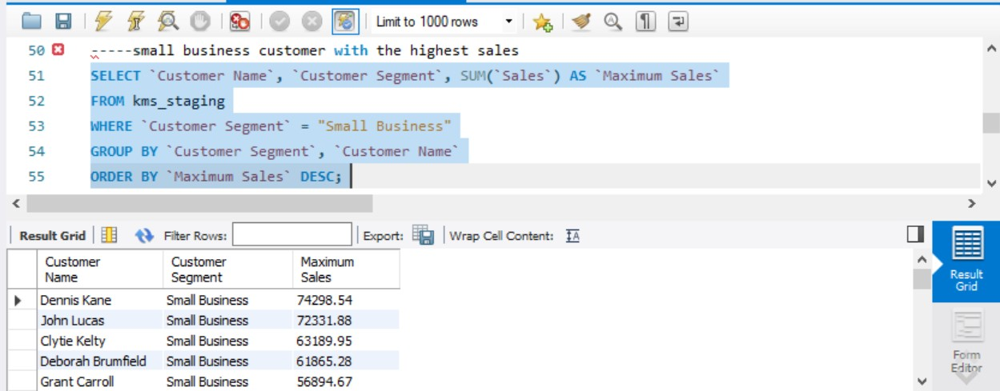 Limit to 1000 rows
50 -----small business customer with the highest sales
51 SELECT `Customer Name`, `Customer Segment`, SUM(`Sales`) AS `Maximum Sales`
52 FROM kms_staging
53 WHERE `Customer Segment` = "Small Business"
54 GROUP BY `Customer Segment`, `Customer Name`
55 ORDER BY `Maximum Sales` DESC;
Result Grid Filter Rows: Export: Wrap Cell Content: IA
Customer Name Customer Segment Maximum Sales
Dennis Kane Small Business 74298.54
John Lucas Small Business 72331.88
Clytie Kelty Small Business 63189.95
Deborah Brumfield Small Business 61865.28
Grant Carroll Small Business 56894.67
Result Grid
Form Editor